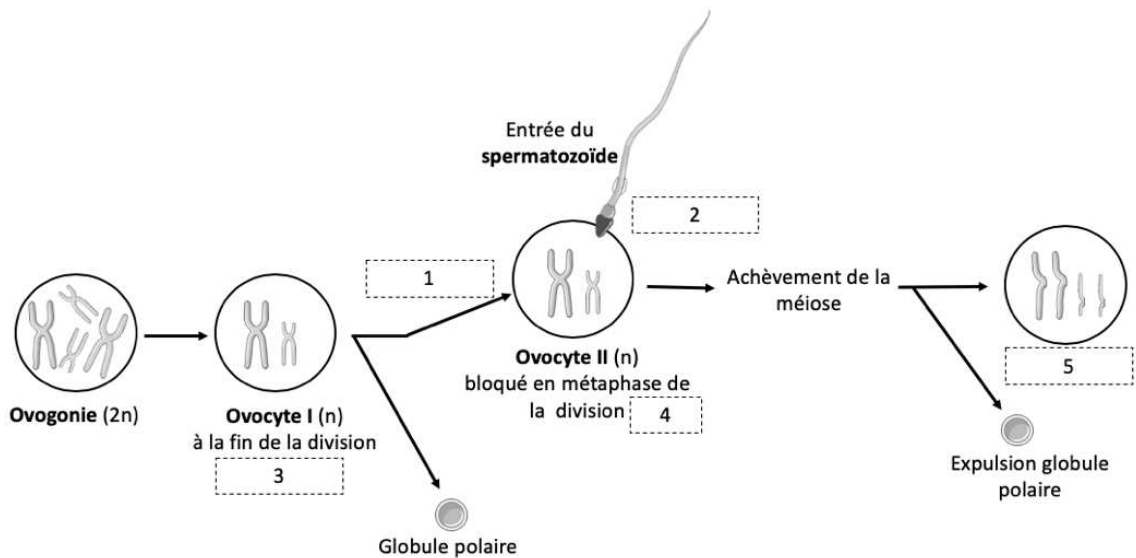 Entrée du
spermatozoïde
2
1
Achèvement de la
méiose
Ovogonie (2n)
Ovocyte I (n)
à la fin de la division
3
Ovocyte II (n)
bloqué en métaphase de
la division 4
5
Globule polaire
Expulsion globule
polaire